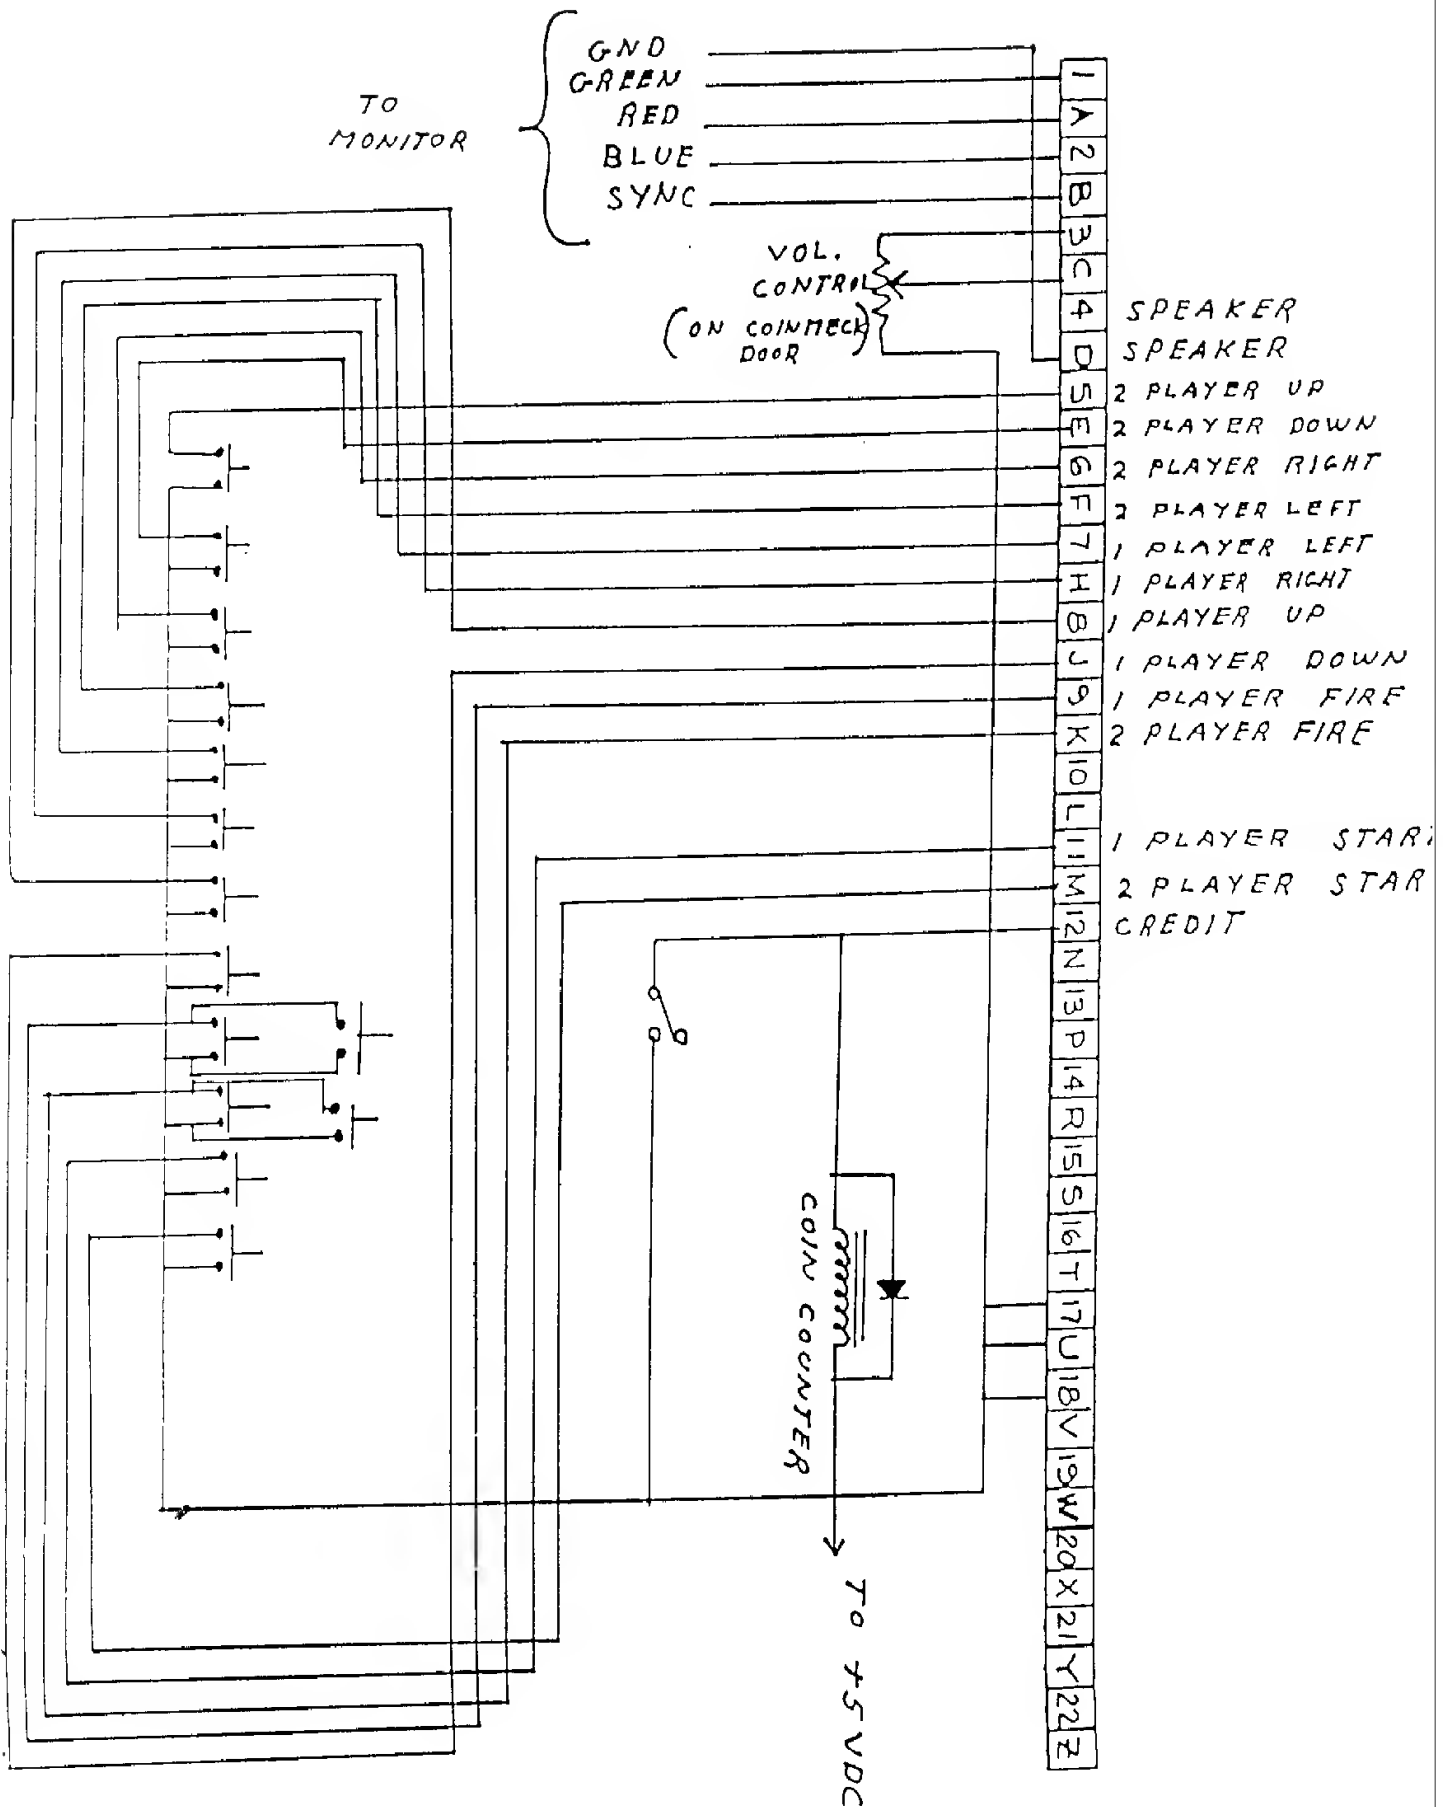 GND
GREEN
RED
BLUE
SYNC
TO
MONITOR
VOL.
CONTROL
(ON COINMECH
DOOR)
1
A
2
B
3
C
4 SPEAKER
D SPEAKER
5 2 PLAYER UP
E 2 PLAYER DOWN
6 2 PLAYER RIGHT
F 2 PLAYER LEFT
7 1 PLAYER LEFT
H 1 PLAYER RIGHT
8 1 PLAYER UP
J 1 PLAYER DOWN
9 1 PLAYER FIRE
K 2 PLAYER FIRE
10
L
11 1 PLAYER START
M 2 PLAYER STAR
12 CREDIT
N
13
P
14
R
15
S
16
T
17
U
18
V
19
W
20
X
21
Y
22
Z
COIN COUNTER
TO +5VDC